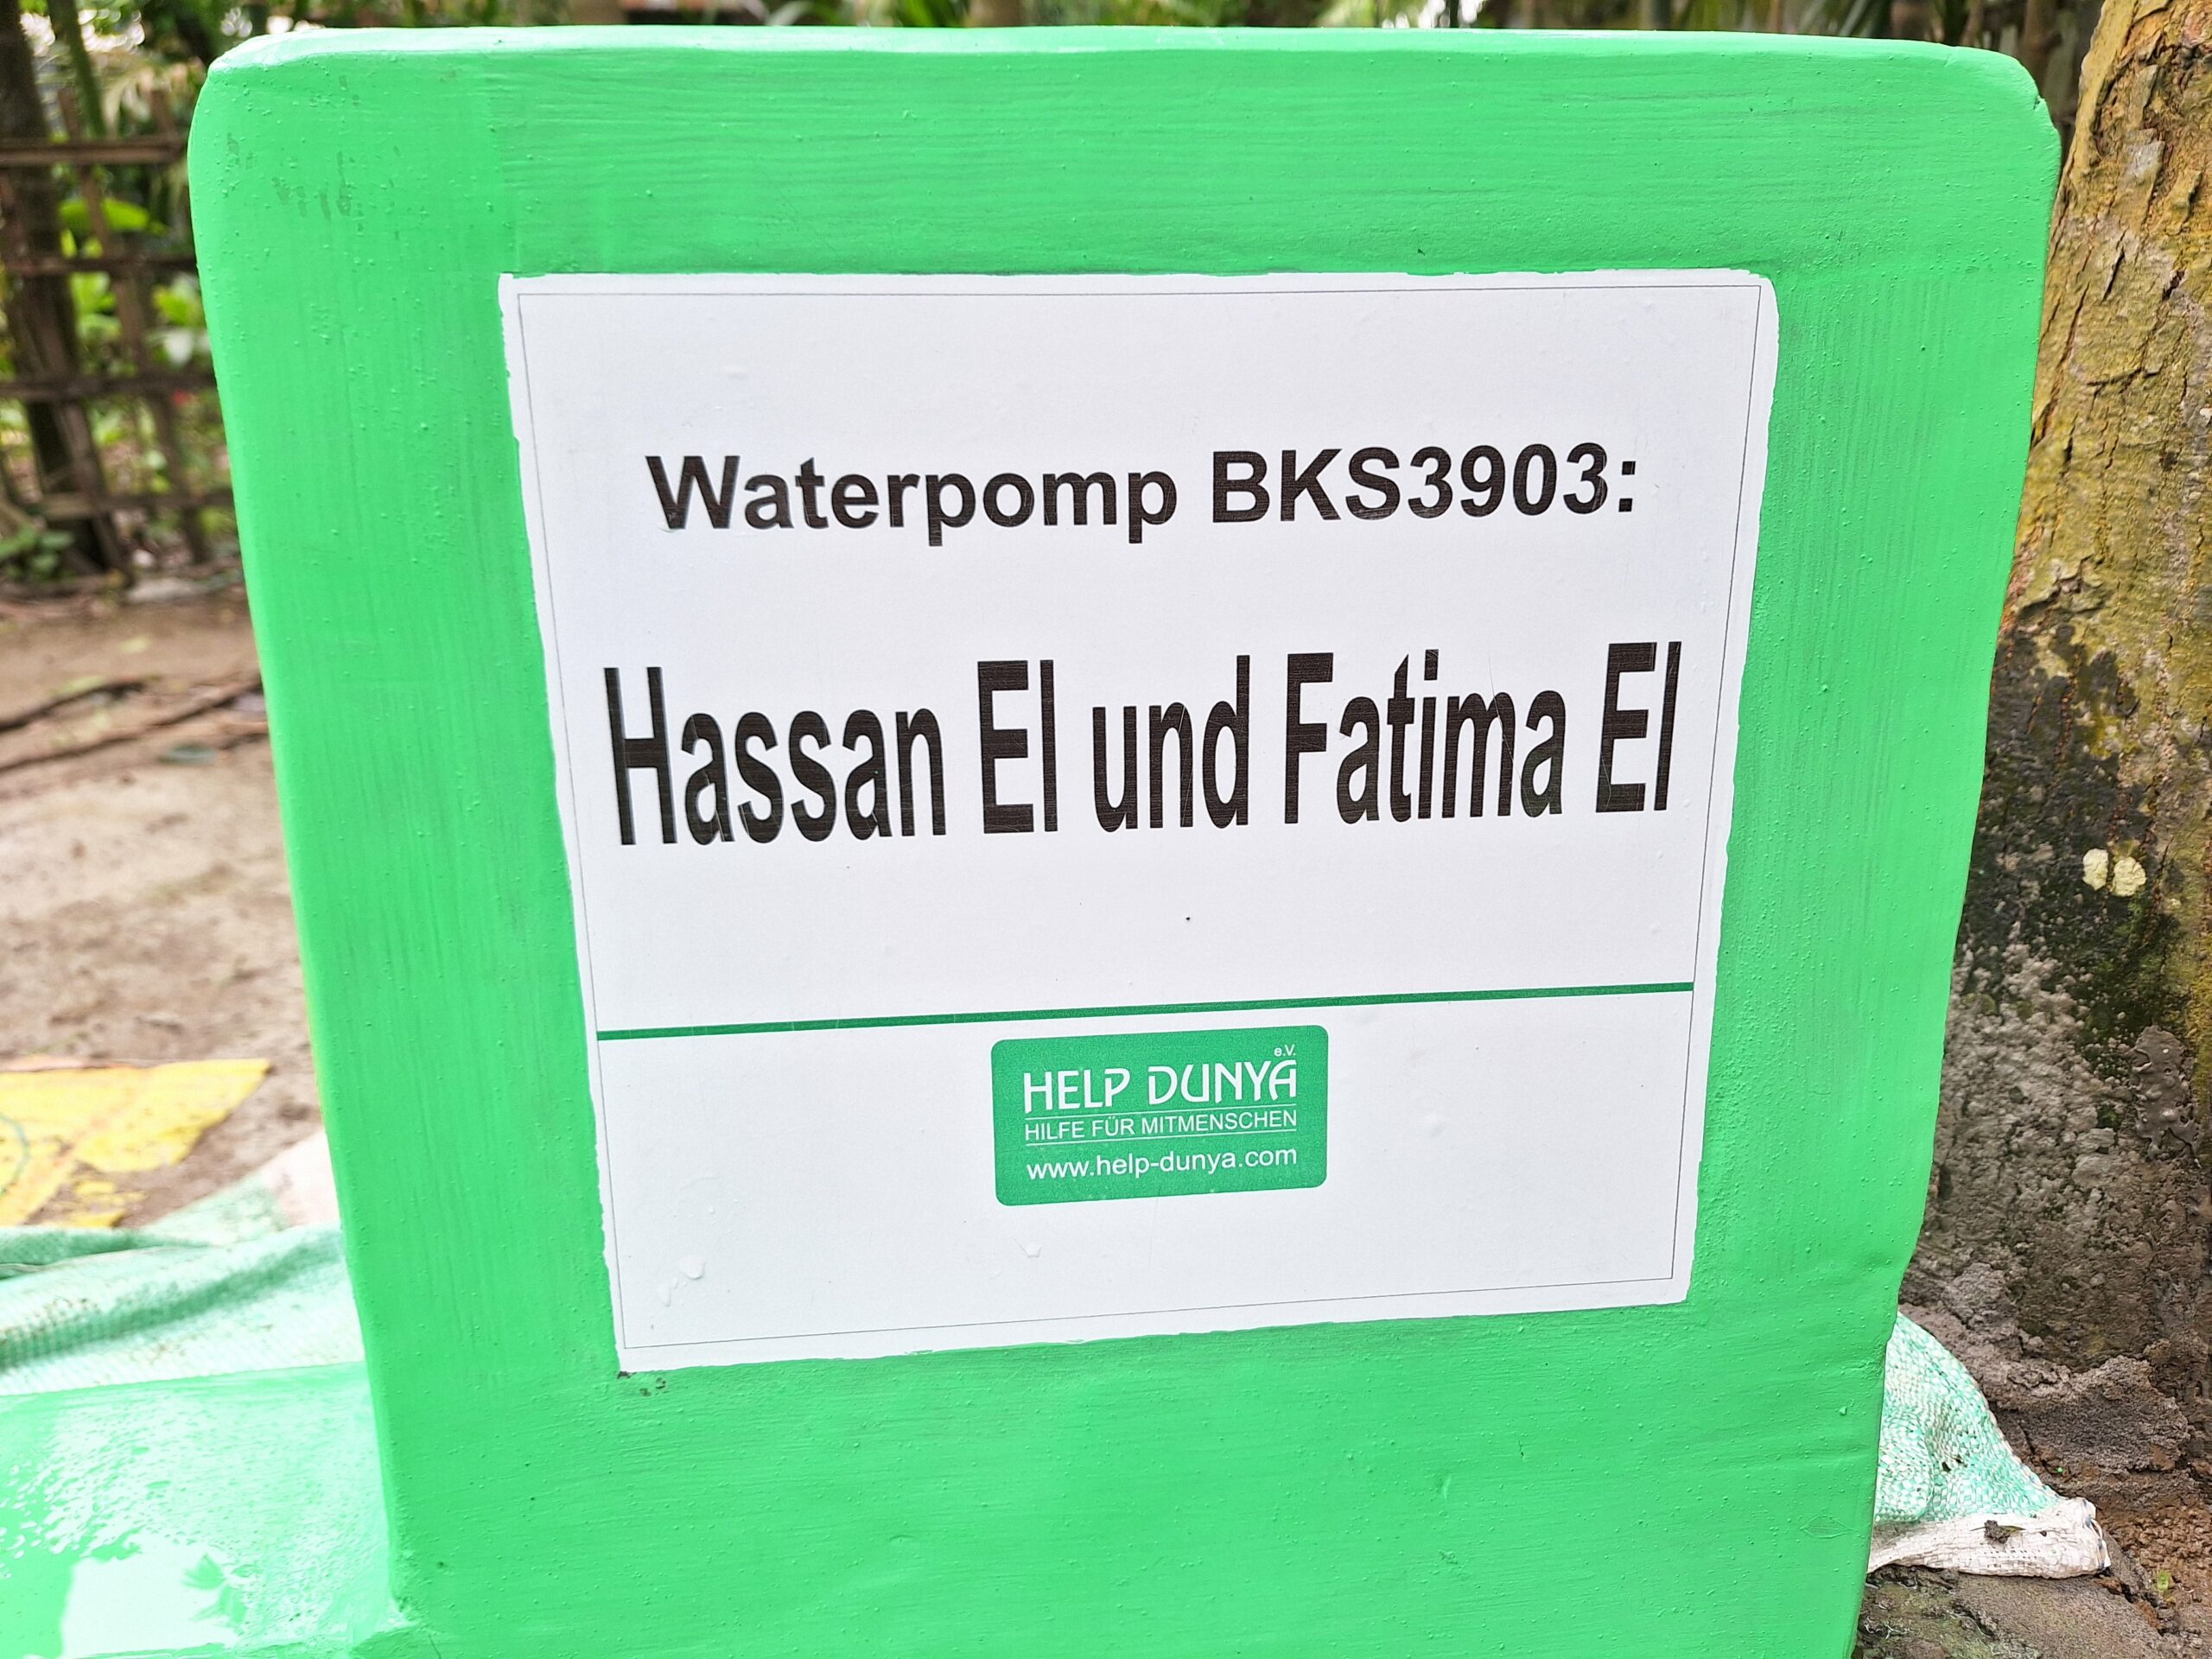 Waterpomp BKS3903:
Hassan El und Fatima El
HELP DUNYA e.V.
HILFE FÜR MITMENSCHEN
www.help-dunya.com